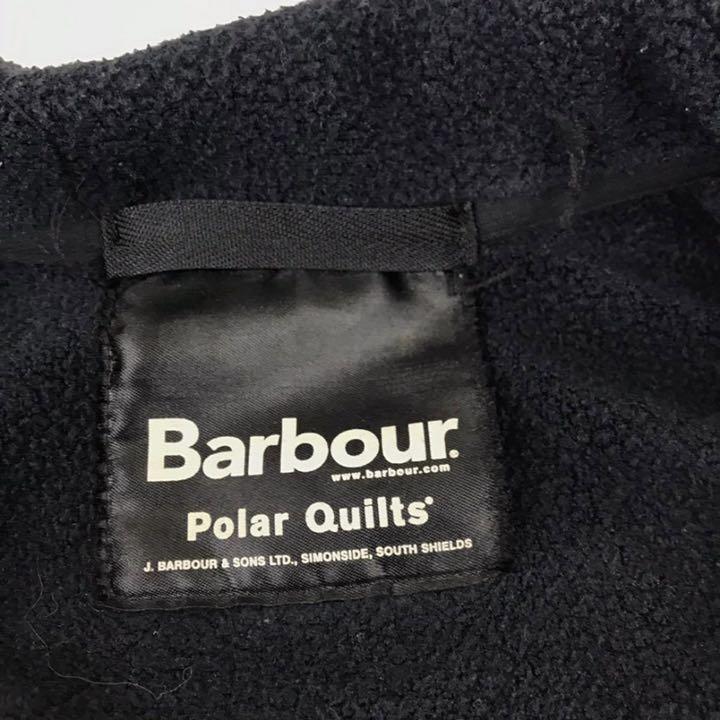 Barbour.
www.barbour.com
Polar Quilts®
J. BARBOUR & SONS LTD., SIMONSIDE, SOUTH SHIELDS